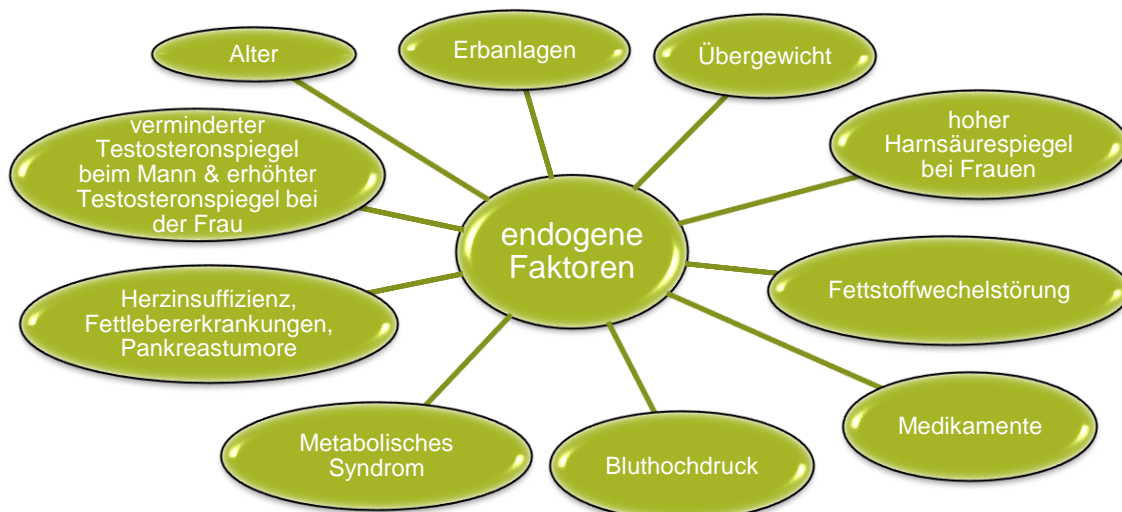 Alter
Erbanlagen
Übergewicht
verminderter
Testosteronspiegel
beim Mann & erhöhter
Testosteronspiegel bei
der Frau
hoher
Harnsäurespiegel
bei Frauen
endogene
Faktoren
Herzinsuffizienz,
Fettlebererkrankungen,
Pankreastumore
Fettstoffwechelstörung
Metabolisches
Syndrom
Bluthochdruck
Medikamente